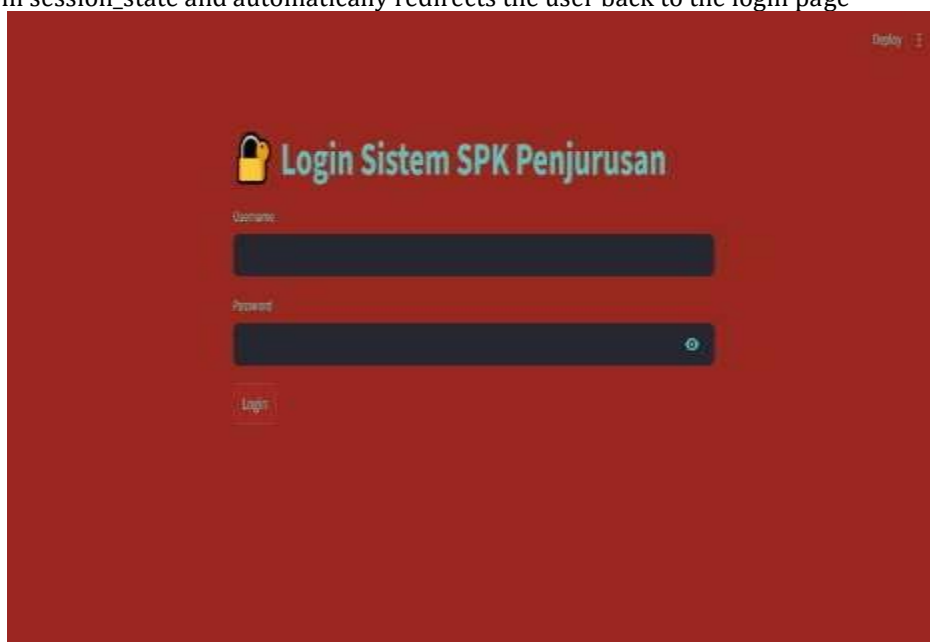 in session_state and automatically redirects the user back to the login page
Deploy
Login Sistem SPK Penjurusan
Username
Password
Login